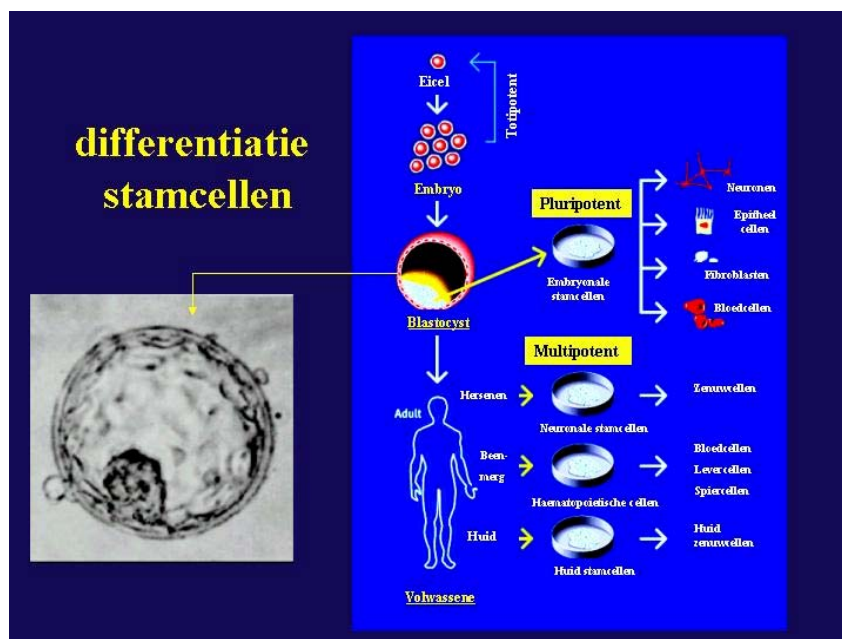 differentiatie
stamcellen
Eicel
Totipotent
Embryo
Blastocyst
Pluripotent
Embryonale
stamcellen
Neuronen
Epitheel
cellen
Fibroblasten
Bloedcellen
Multipotent
Adult
Hersenen
Neuronale stamcellen
Zenuwcellen
Been-
merg
Haematopoietische cellen
Bloedcellen
Levercellen
Spiercellen
Huid
Huid stamcellen
Huid
zenuwcellen
Volwassene